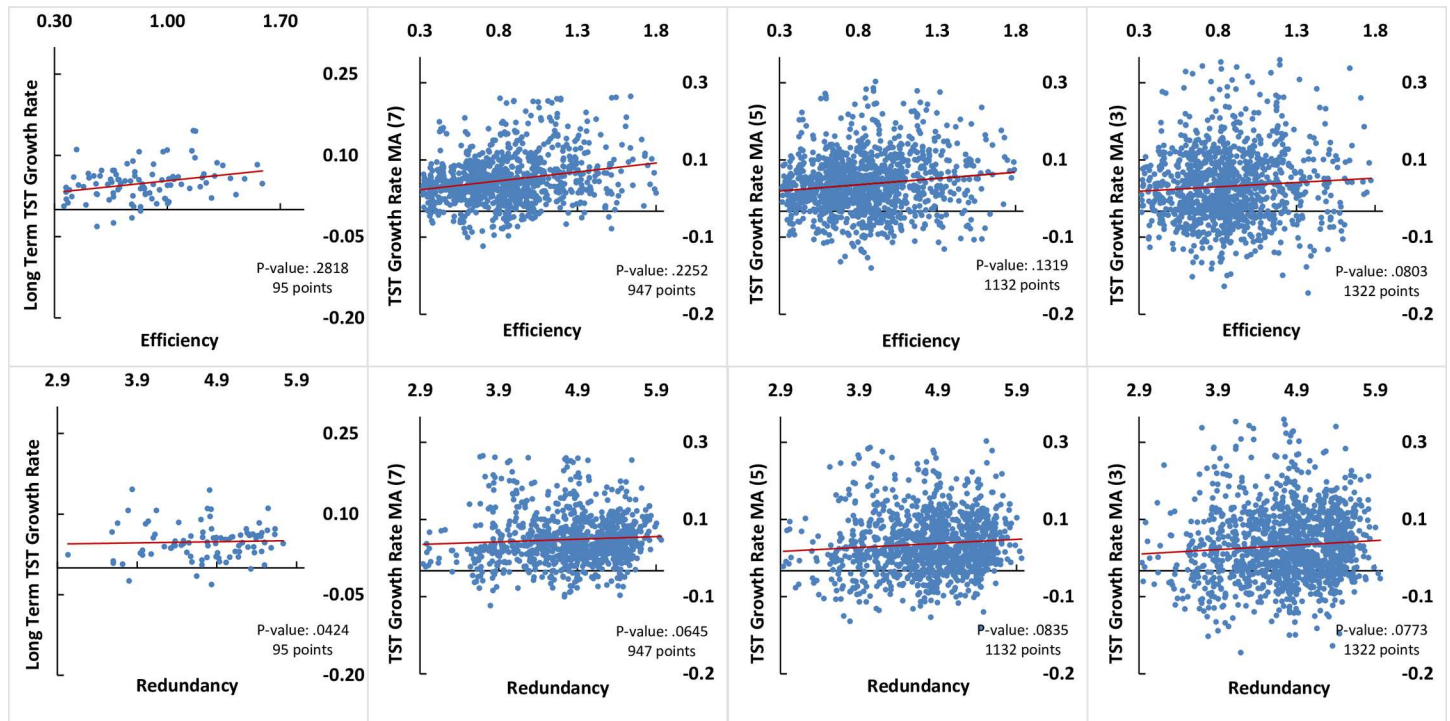 0.30 1.00 1.70
0.25
0.10
-0.05
-0.20
Long Term TST Growth Rate
P-value: .2818
95 points
Efficiency
0.3 0.8 1.3 1.8
0.3
0.1
-0.1
-0.2
TST Growth Rate MA (7)
P-value: .2252
947 points
Efficiency
0.3 0.8 1.3 1.8
0.3
0.1
-0.1
-0.2
TST Growth Rate MA (5)
P-value: .1319
1132 points
Efficiency
0.3 0.8 1.3 1.8
0.3
0.1
-0.1
-0.2
TST Growth Rate MA (3)
P-value: .0803
1322 points
Efficiency
2.9 3.9 4.9 5.9
0.25
0.10
-0.05
-0.20
Long Term TST Growth Rate
P-value: .0424
95 points
Redundancy
2.9 3.9 4.9 5.9
0.3
0.1
-0.1
-0.2
TST Growth Rate MA (7)
P-value: .0645
947 points
Redundancy
2.9 3.9 4.9 5.9
0.3
0.1
-0.1
-0.2
TST Growth Rate MA (5)
P-value: .0835
1132 points
Redundancy
2.9 3.9 4.9 5.9
0.3
0.1
-0.1
-0.2
TST Growth Rate MA (3)
P-value: .0773
1322 points
Redundancy